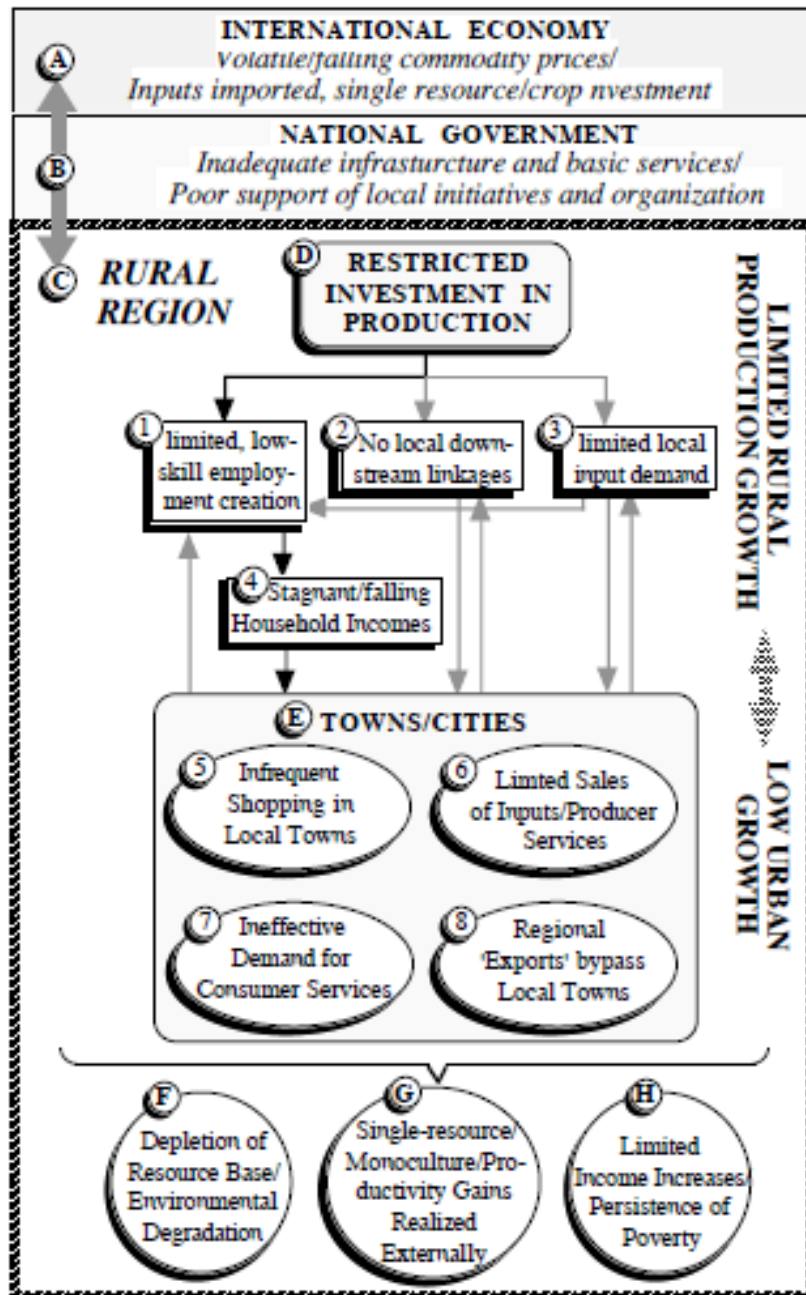 INTERNATIONAL ECONOMY
A
Volatile/falling commodity prices/
Inputs imported, single resource/crop nvestment
NATIONAL GOVERNMENT
B
Inadequate infrasturcture and basic services/
Poor support of local initiatives and organization
C
RURAL
REGION
D
RESTRICTED
INVESTMENT IN
PRODUCTION
1
limited, low-
skill employ-
ment creation
2
No local down-
stream linkages
3
limited local
input demand
4
Stagnant/falling
Household Incomes
LIMITED RURAL
PRODUCTION GROWTH
E
TOWNS/CITIES
5
Infrequent
Shopping in
Local Towns
6
Limted Sales
of Inputs/Producer
Services
7
Ineffective
Demand for
Consumer Services
8
Regional
'Exports' bypass
Local Towns
LOW URBAN
GROWTH
F
Depletion of
Resource Base/
Environmental
Degradation
G
Single-resource/
Monoculture/Pro-
ductivity Gains
Realized
Externally
H
Limited
Income Increases/
Persistence of
Poverty